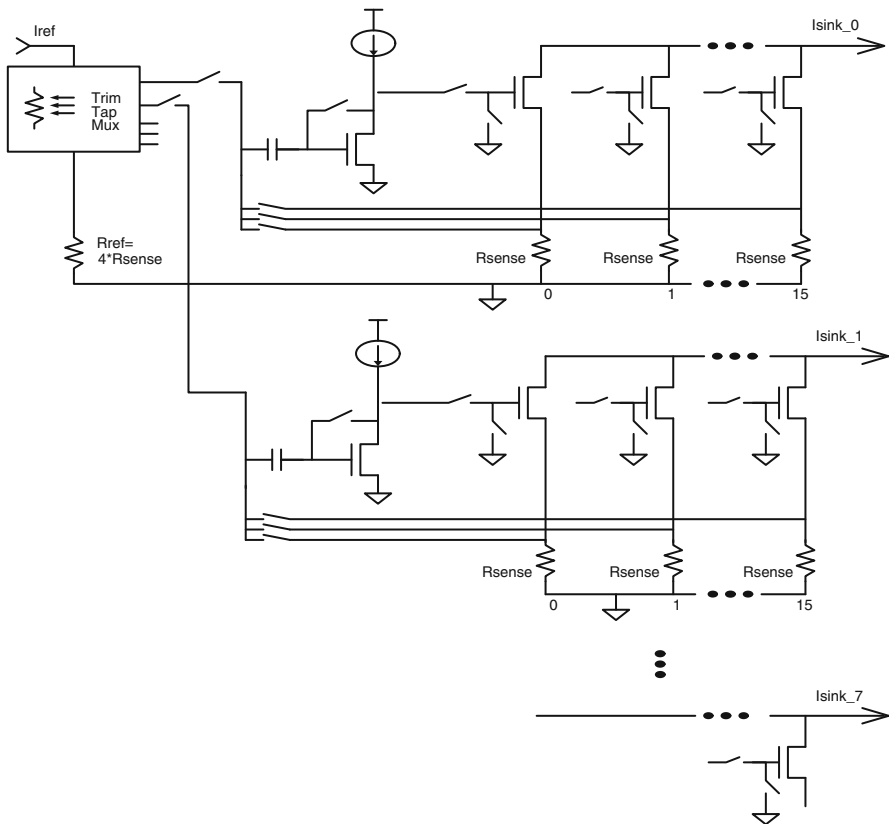 Iref
Isink_0
Trim
Tap
Mux
Rref=
4*Rsense
Rsense
Rsense
Rsense
0
1
15
Isink_1
Rsense
Rsense
Rsense
0
1
15
Isink_7